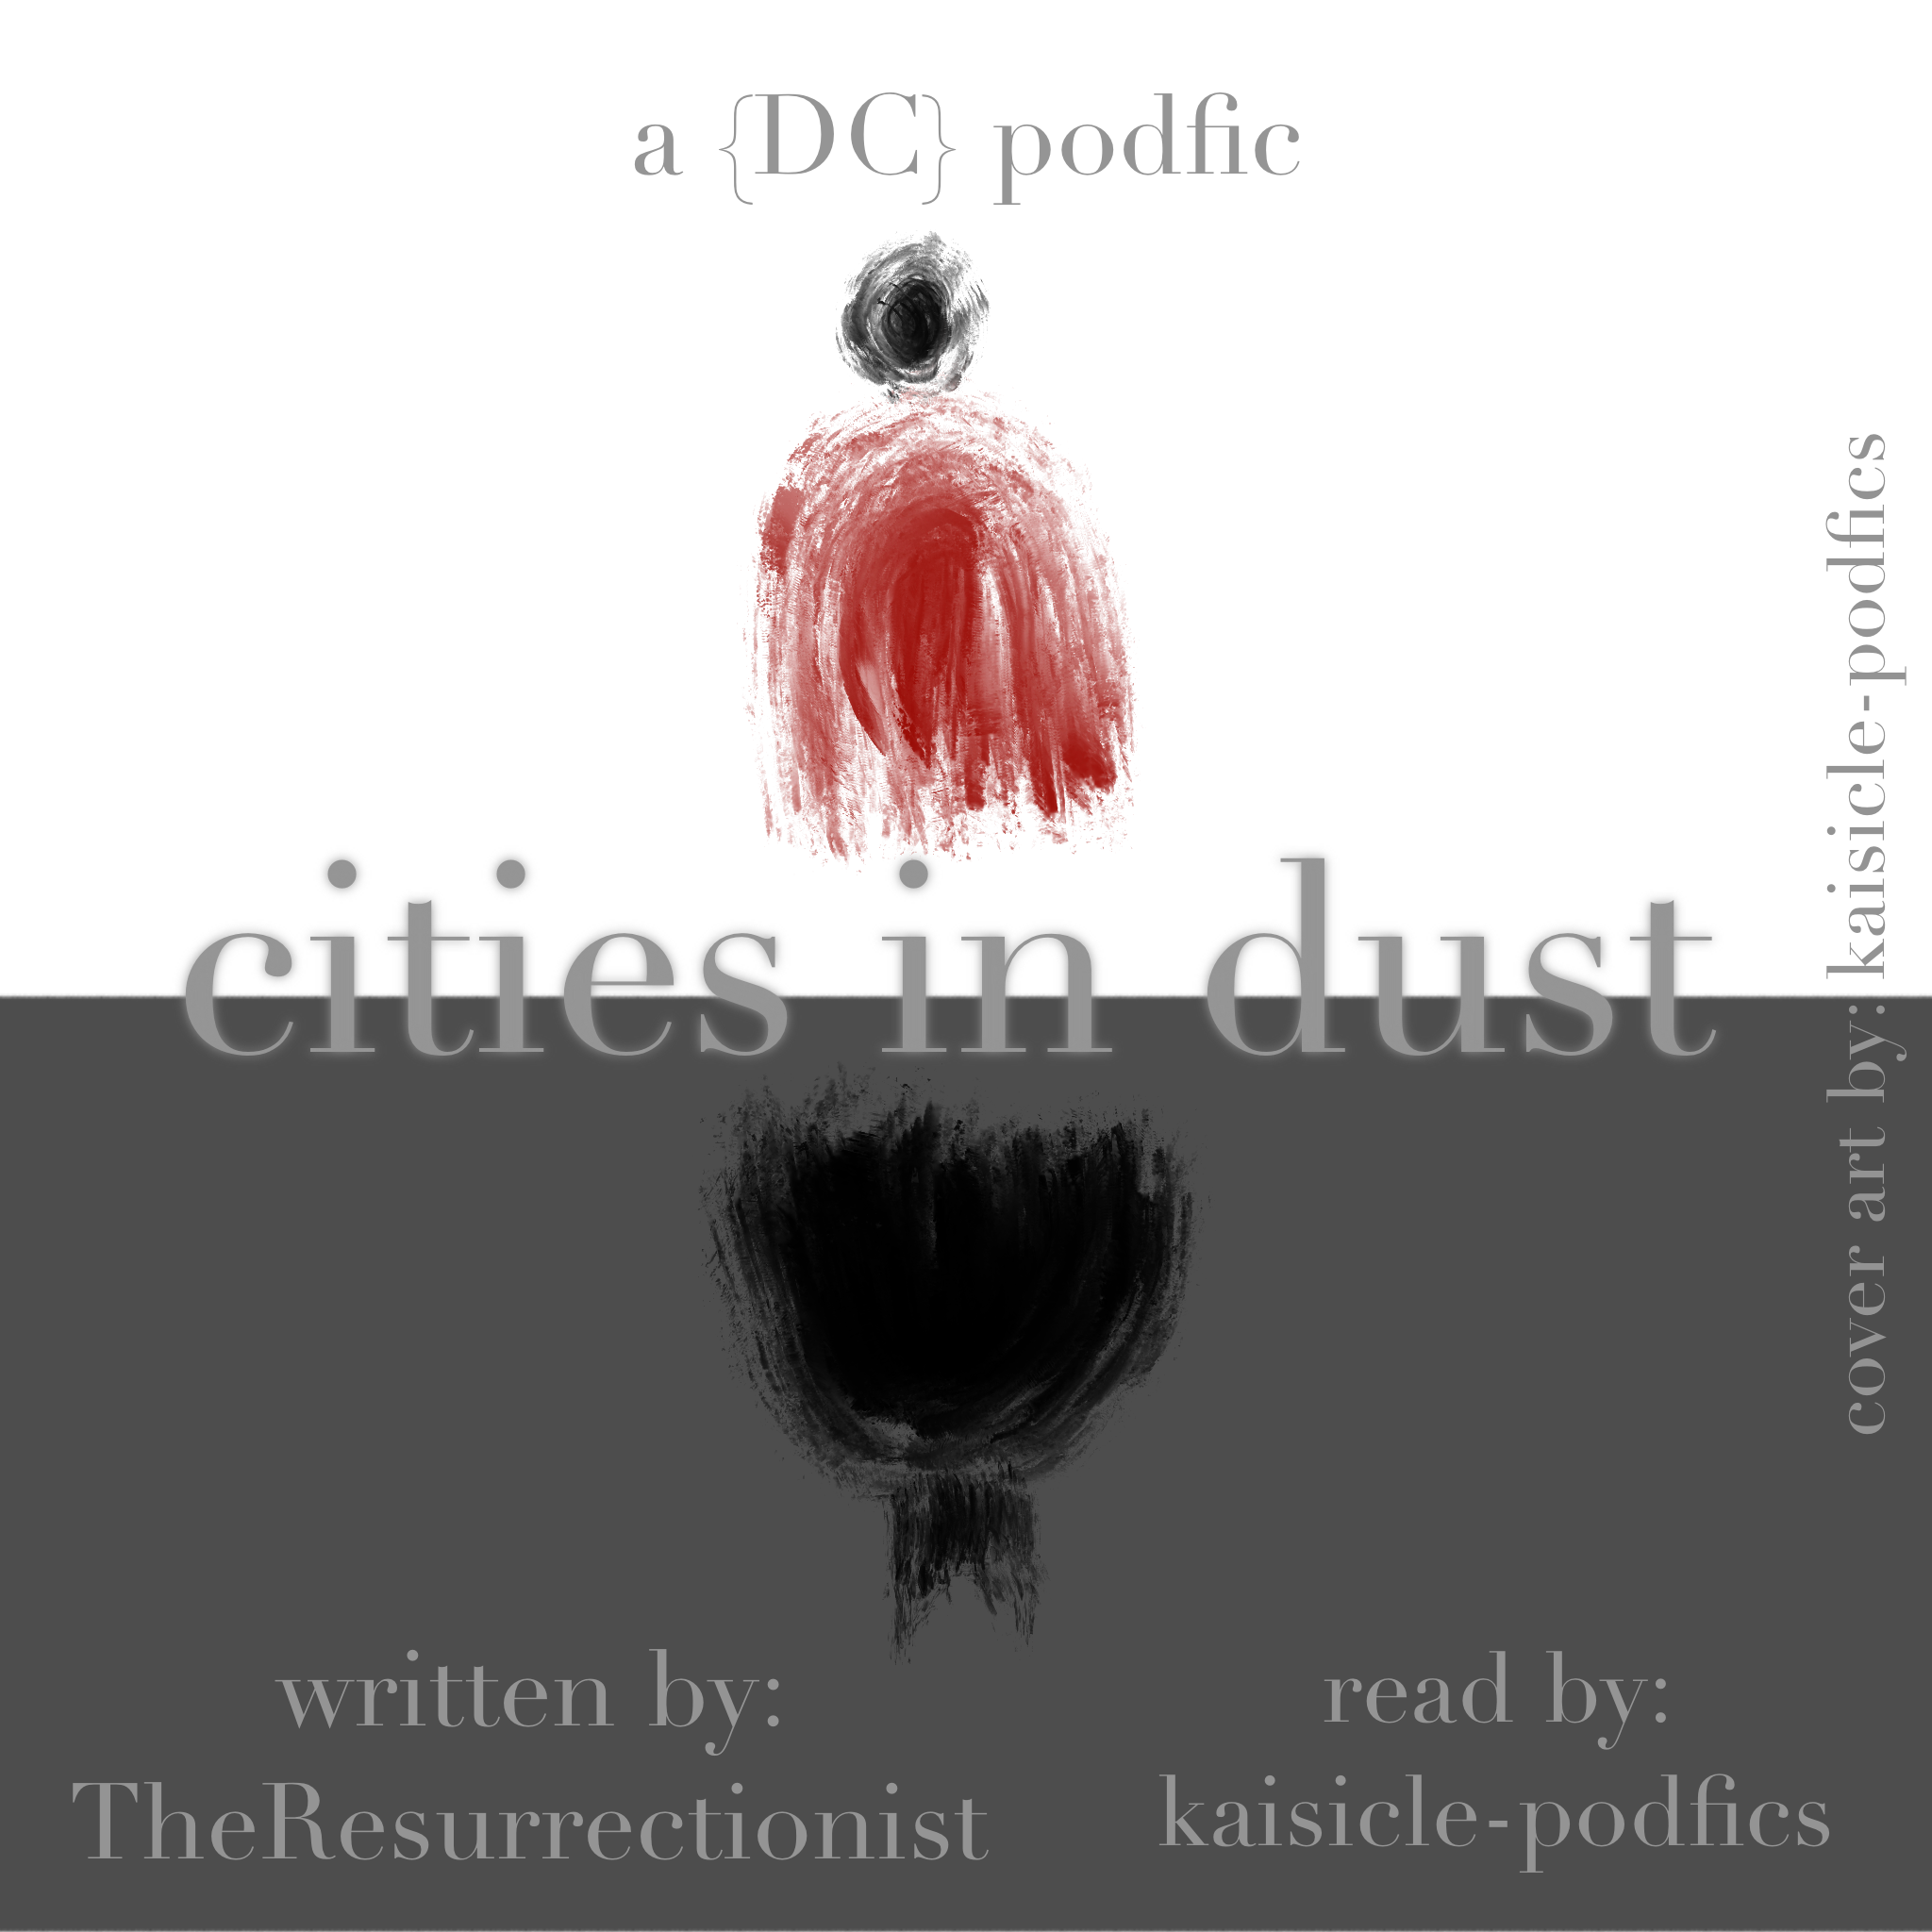 a {DC} podfic
cities in dust
cover art by: kaisicle-podfics
written by:
TheResurrectionist
read by:
kaisicle-podfics